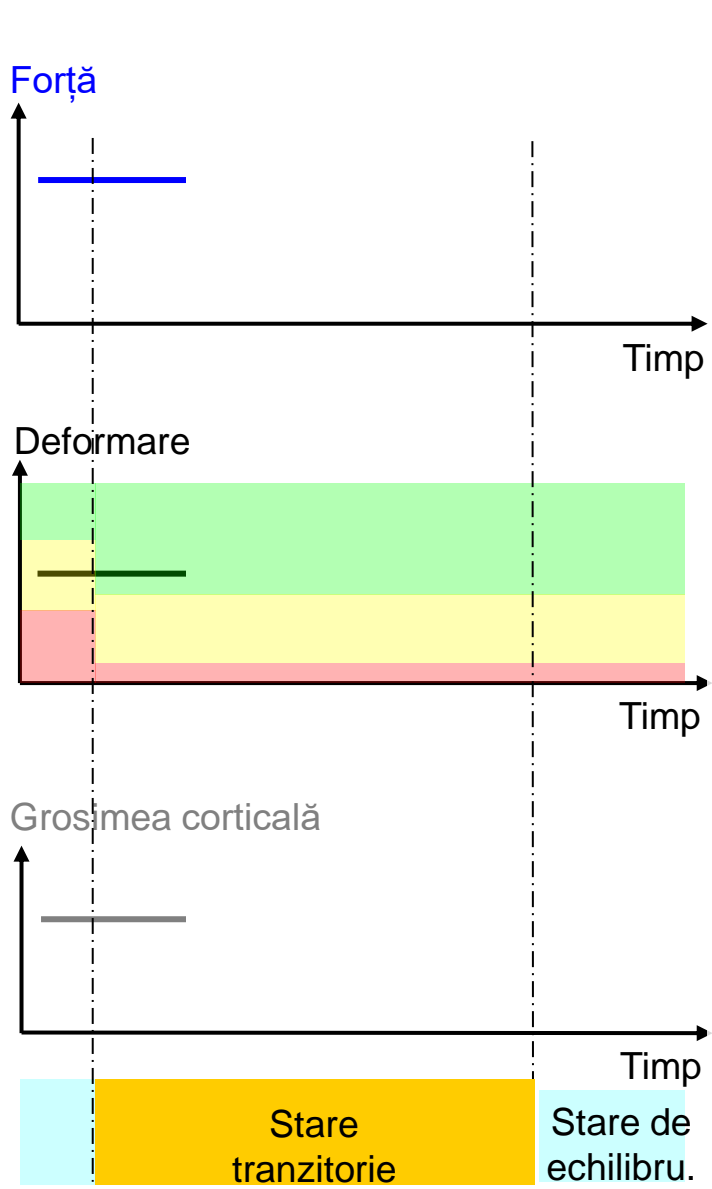 Forță
Timp
Deformare
Timp
Grosimea corticală
Timp
Stare
tranzitorie
Stare de
echilibru.